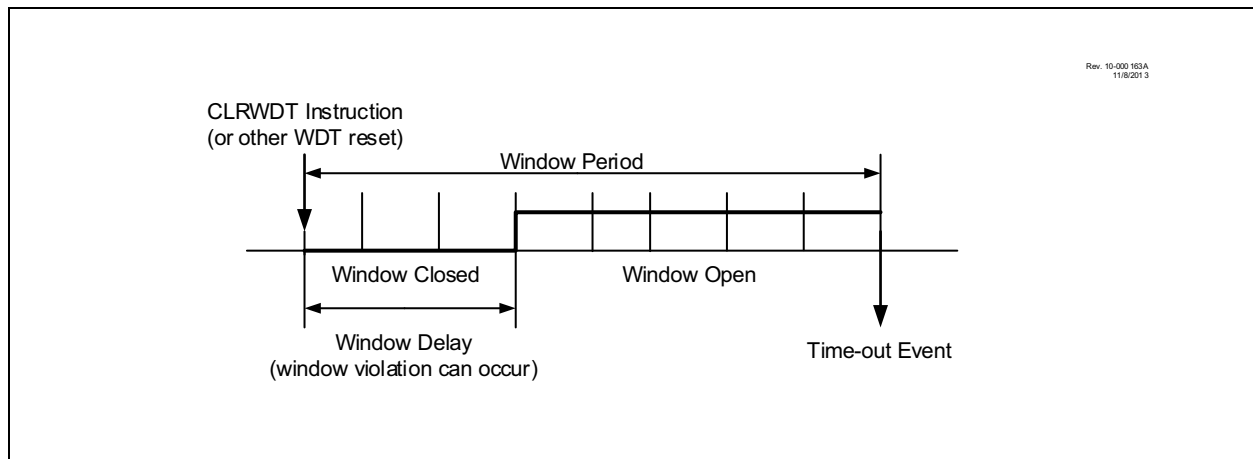 Rev. 10-000 163A
11/8/201 3
CLRWDT Instruction
(or other WDT reset)
Window Period
Window Closed
Window Open
Window Delay
(window violation can occur)
Time-out Event